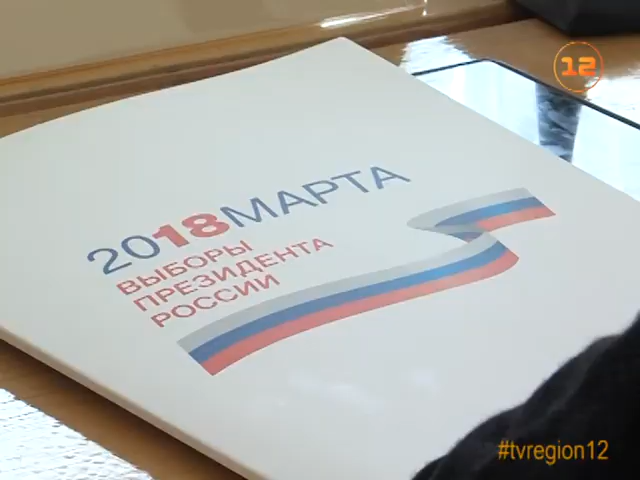 12
2018МАРТА
ВЫБОРЫ
ПРЕЗИДЕНТА
РОССИИ
#tvregion12